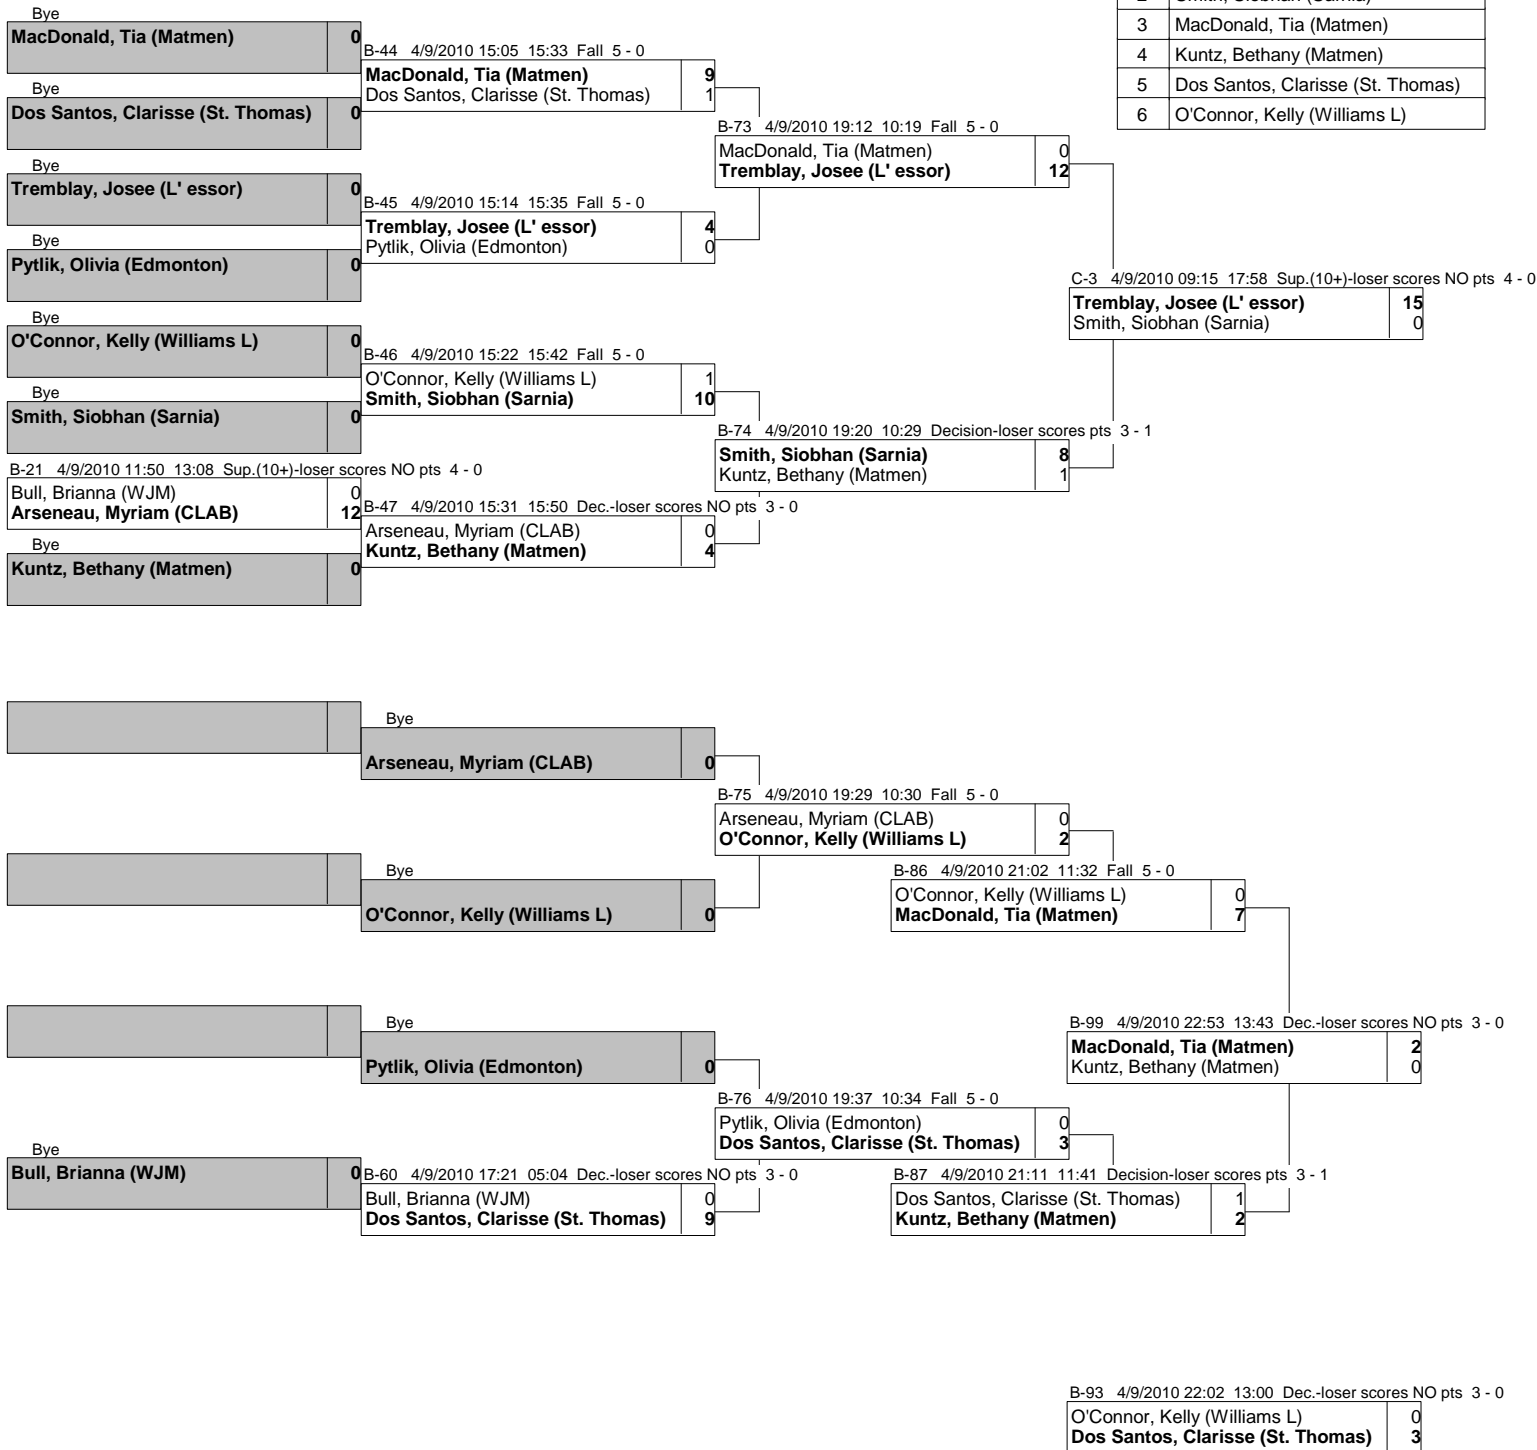 2 Smith, Siobhan (Sarnia)
3 MacDonald, Tia (Matmen)
4 Kuntz, Bethany (Matmen)
5 Dos Santos, Clarisse (St. Thomas)
6 O'Connor, Kelly (Williams L)
Bye
MacDonald, Tia (Matmen) 0
Bye
Dos Santos, Clarisse (St. Thomas) 0
Bye
Tremblay, Josee (L' essor) 0
Bye
Pytlik, Olivia (Edmonton) 0
Bye
O'Connor, Kelly (Williams L) 0
Bye
Smith, Siobhan (Sarnia) 0
B-21 4/9/2010 11:50 13:08 Sup.(10+)-loser scores NO pts 4 - 0
Bull, Brianna (WJM) 0
Arseneau, Myriam (CLAB) 12
Bye
Kuntz, Bethany (Matmen) 0
B-44 4/9/2010 15:05 15:33 Fall 5 - 0
MacDonald, Tia (Matmen) 9
Dos Santos, Clarisse (St. Thomas) 1
B-45 4/9/2010 15:14 15:35 Fall 5 - 0
Tremblay, Josee (L' essor) 4
Pytlik, Olivia (Edmonton) 0
B-46 4/9/2010 15:22 15:42 Fall 5 - 0
O'Connor, Kelly (Williams L) 1
Smith, Siobhan (Sarnia) 10
B-47 4/9/2010 15:31 15:50 Dec.-loser scores NO pts 3 - 0
Arseneau, Myriam (CLAB) 0
Kuntz, Bethany (Matmen) 4
B-73 4/9/2010 19:12 10:19 Fall 5 - 0
MacDonald, Tia (Matmen) 0
Tremblay, Josee (L' essor) 12
B-74 4/9/2010 19:20 10:29 Decision-loser scores pts 3 - 1
Smith, Siobhan (Sarnia) 8
Kuntz, Bethany (Matmen) 1
C-3 4/9/2010 09:15 17:58 Sup.(10+)-loser scores NO pts 4 - 0
Tremblay, Josee (L' essor) 15
Smith, Siobhan (Sarnia) 0
Bye
Arseneau, Myriam (CLAB) 0
Bye
O'Connor, Kelly (Williams L) 0
Bye
Pytlik, Olivia (Edmonton) 0
Bye
Bull, Brianna (WJM) 0
B-60 4/9/2010 17:21 05:04 Dec.-loser scores NO pts 3 - 0
Bull, Brianna (WJM) 0
Dos Santos, Clarisse (St. Thomas) 9
B-75 4/9/2010 19:29 10:30 Fall 5 - 0
Arseneau, Myriam (CLAB) 0
O'Connor, Kelly (Williams L) 2
B-76 4/9/2010 19:37 10:34 Fall 5 - 0
Pytlik, Olivia (Edmonton) 0
Dos Santos, Clarisse (St. Thomas) 3
B-86 4/9/2010 21:02 11:32 Fall 5 - 0
O'Connor, Kelly (Williams L) 0
MacDonald, Tia (Matmen) 7
B-87 4/9/2010 21:11 11:41 Decision-loser scores pts 3 - 1
Dos Santos, Clarisse (St. Thomas) 1
Kuntz, Bethany (Matmen) 2
B-99 4/9/2010 22:53 13:43 Dec.-loser scores NO pts 3 - 0
MacDonald, Tia (Matmen) 2
Kuntz, Bethany (Matmen) 0
B-93 4/9/2010 22:02 13:00 Dec.-loser scores NO pts 3 - 0
O'Connor, Kelly (Williams L) 0
Dos Santos, Clarisse (St. Thomas) 3